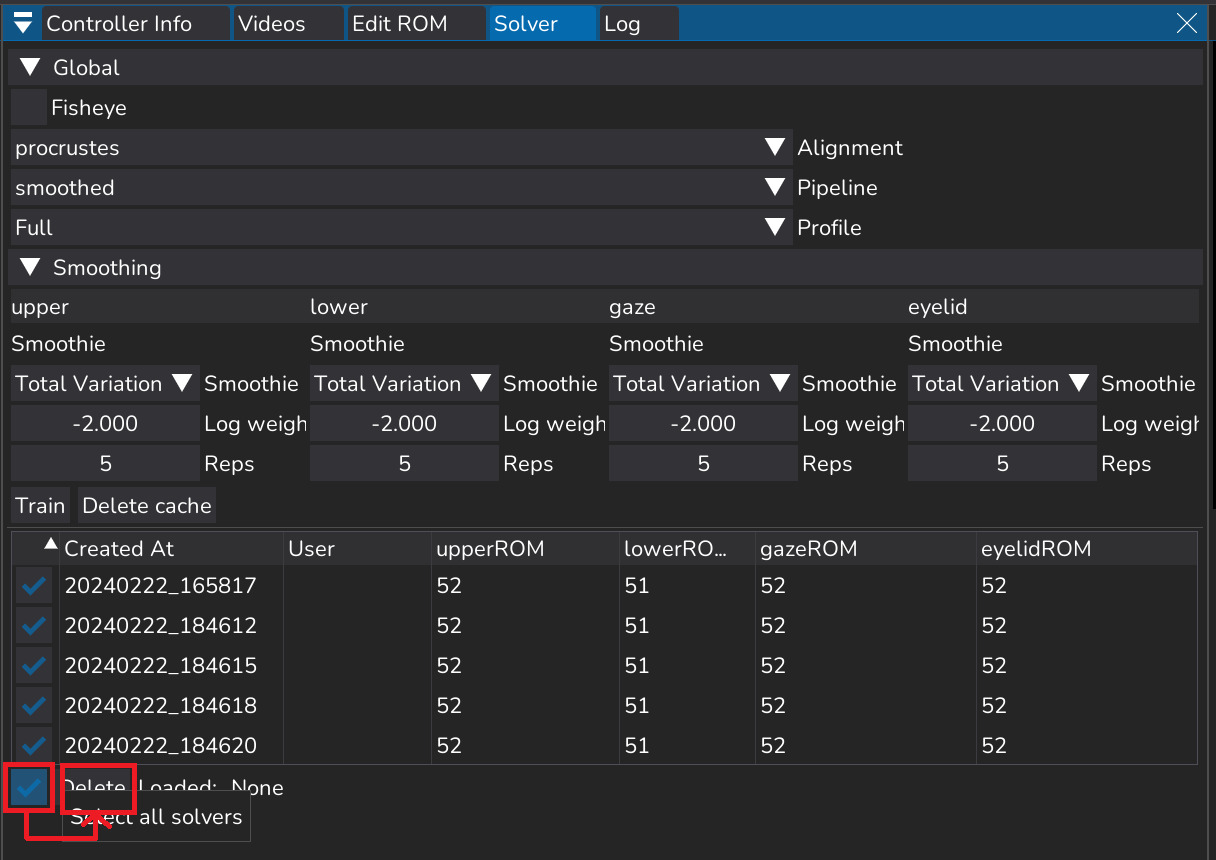 Controller Info Videos Edit ROM Solver Log
Global
Fisheye
procrustes Alignment
smoothed Pipeline
Full Profile
Smoothing
upper lower gaze eyelid
Smoothie Smoothie Smoothie Smoothie
Total Variation Smoothie Total Variation Smoothie Total Variation Smoothie Total Variation Smoothie
-2.000 Log weigh -2.000 Log weigh -2.000 Log weigh -2.000 Log weigh
5 Reps 5 Reps 5 Reps 5 Reps
Train Delete cache
Created At User upperROM lowerRO... gazeROM eyelidROM
20240222_165817 52 51 52 52
20240222_184612 52 51 52 52
20240222_184615 52 51 52 52
20240222_184618 52 51 52 52
20240222_184620 52 51 52 52
Delete Loaded: None
Select all solvers